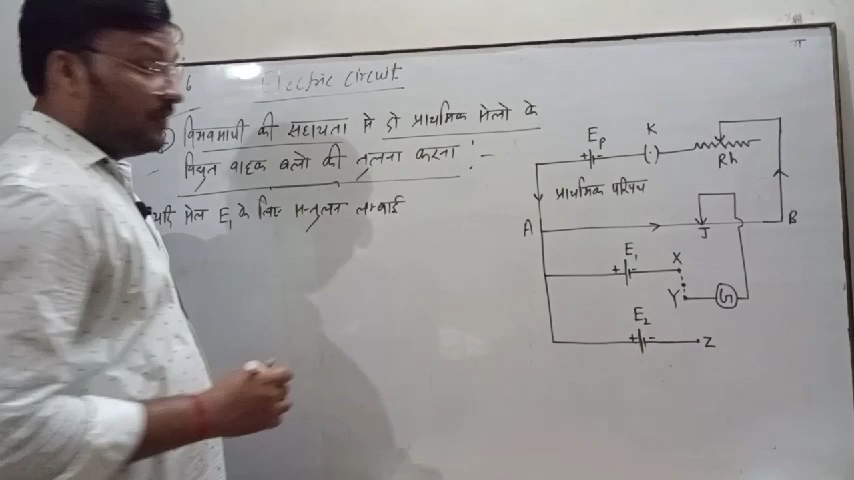 6 Electric circuit
विभवमापी की सहायता से दो प्राथमिक सेलो के
विद्युत वाहक बलो की तुलना करना :-
यदि सेल E₁ के लिए सन्तुलन लम्बाई
Ep
K
Rh
प्राथमिक परिपथ
A
J
B
E₁
X
Y
G
E₂
Z